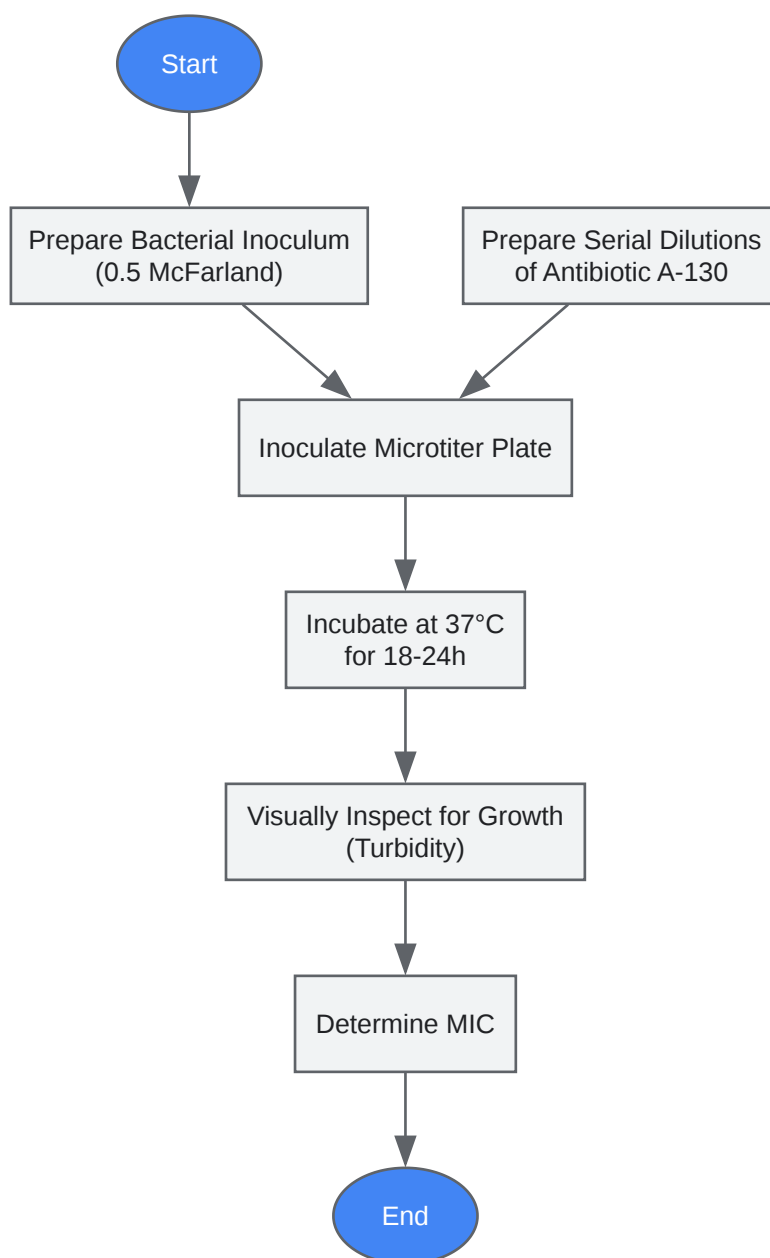 Start
Prepare Bacterial Inoculum
(0.5 McFarland)
Prepare Serial Dilutions
of Antibiotic A-130
Inoculate Microtiter Plate
Incubate at 37°C
for 18-24h
Visually Inspect for Growth
(Turbidity)
Determine MIC
End